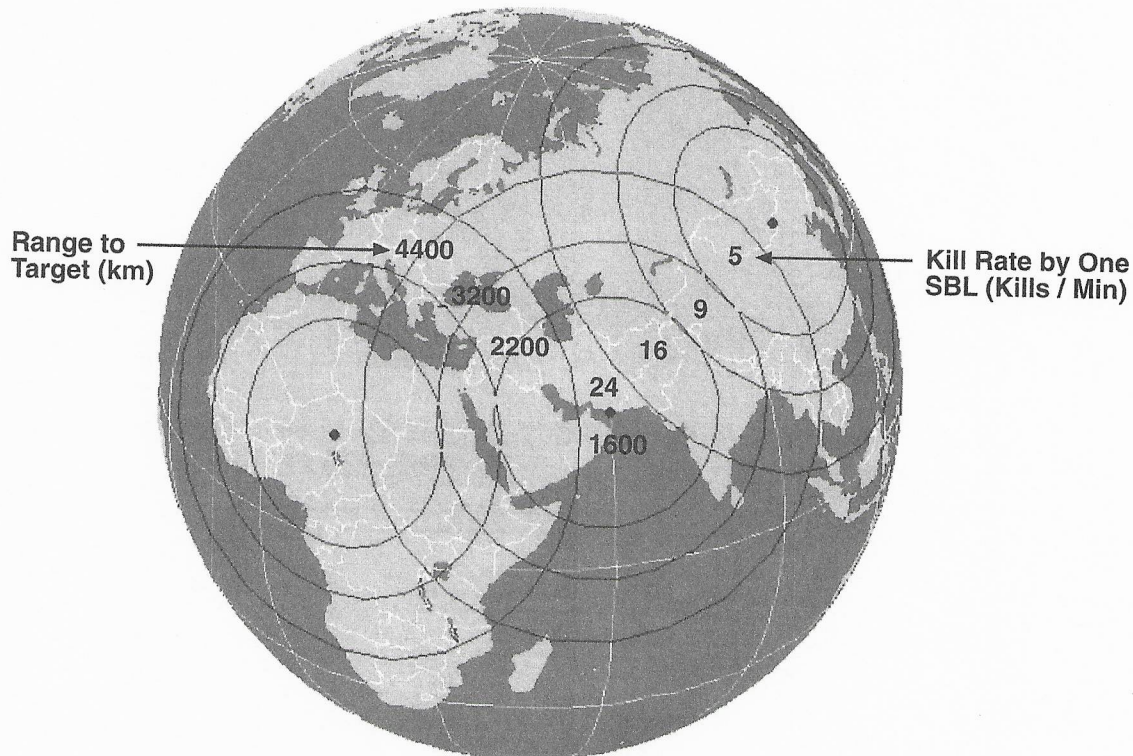 Range to
Target (km)
4400
3200
2200
1600
5
9
16
24
Kill Rate by One
SBL (Kills / Min)